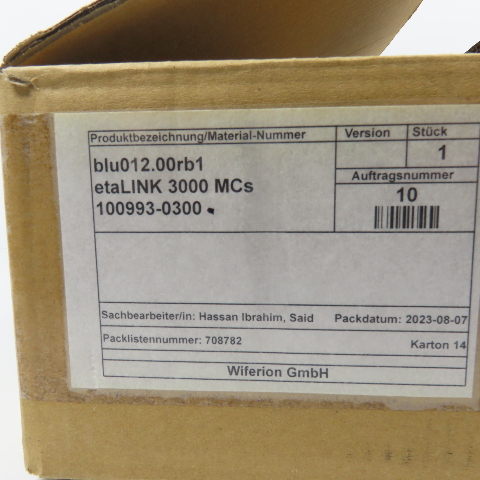 Produktbezeichnung/Material-Nummer
Version
Stück
blu012.00rb1
etaLINK 3000 MCs
100993-0300
1
Auftragsnummer
10
Sachbearbeiter/in: Hassan Ibrahim, Said
Packdatum: 2023-08-07
Packlistennummer: 708782
Karton 14
Wiferion GmbH